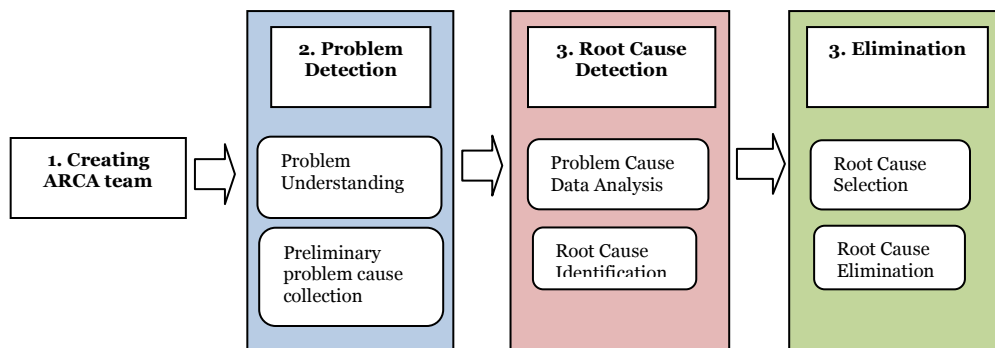 1. Creating
ARCA team
2. Problem
Detection
Problem
Understanding
Preliminary
problem cause
collection
3. Root Cause
Detection
Problem Cause
Data Analysis
Root Cause
Identification
3. Elimination
Root Cause
Selection
Root Cause
Elimination